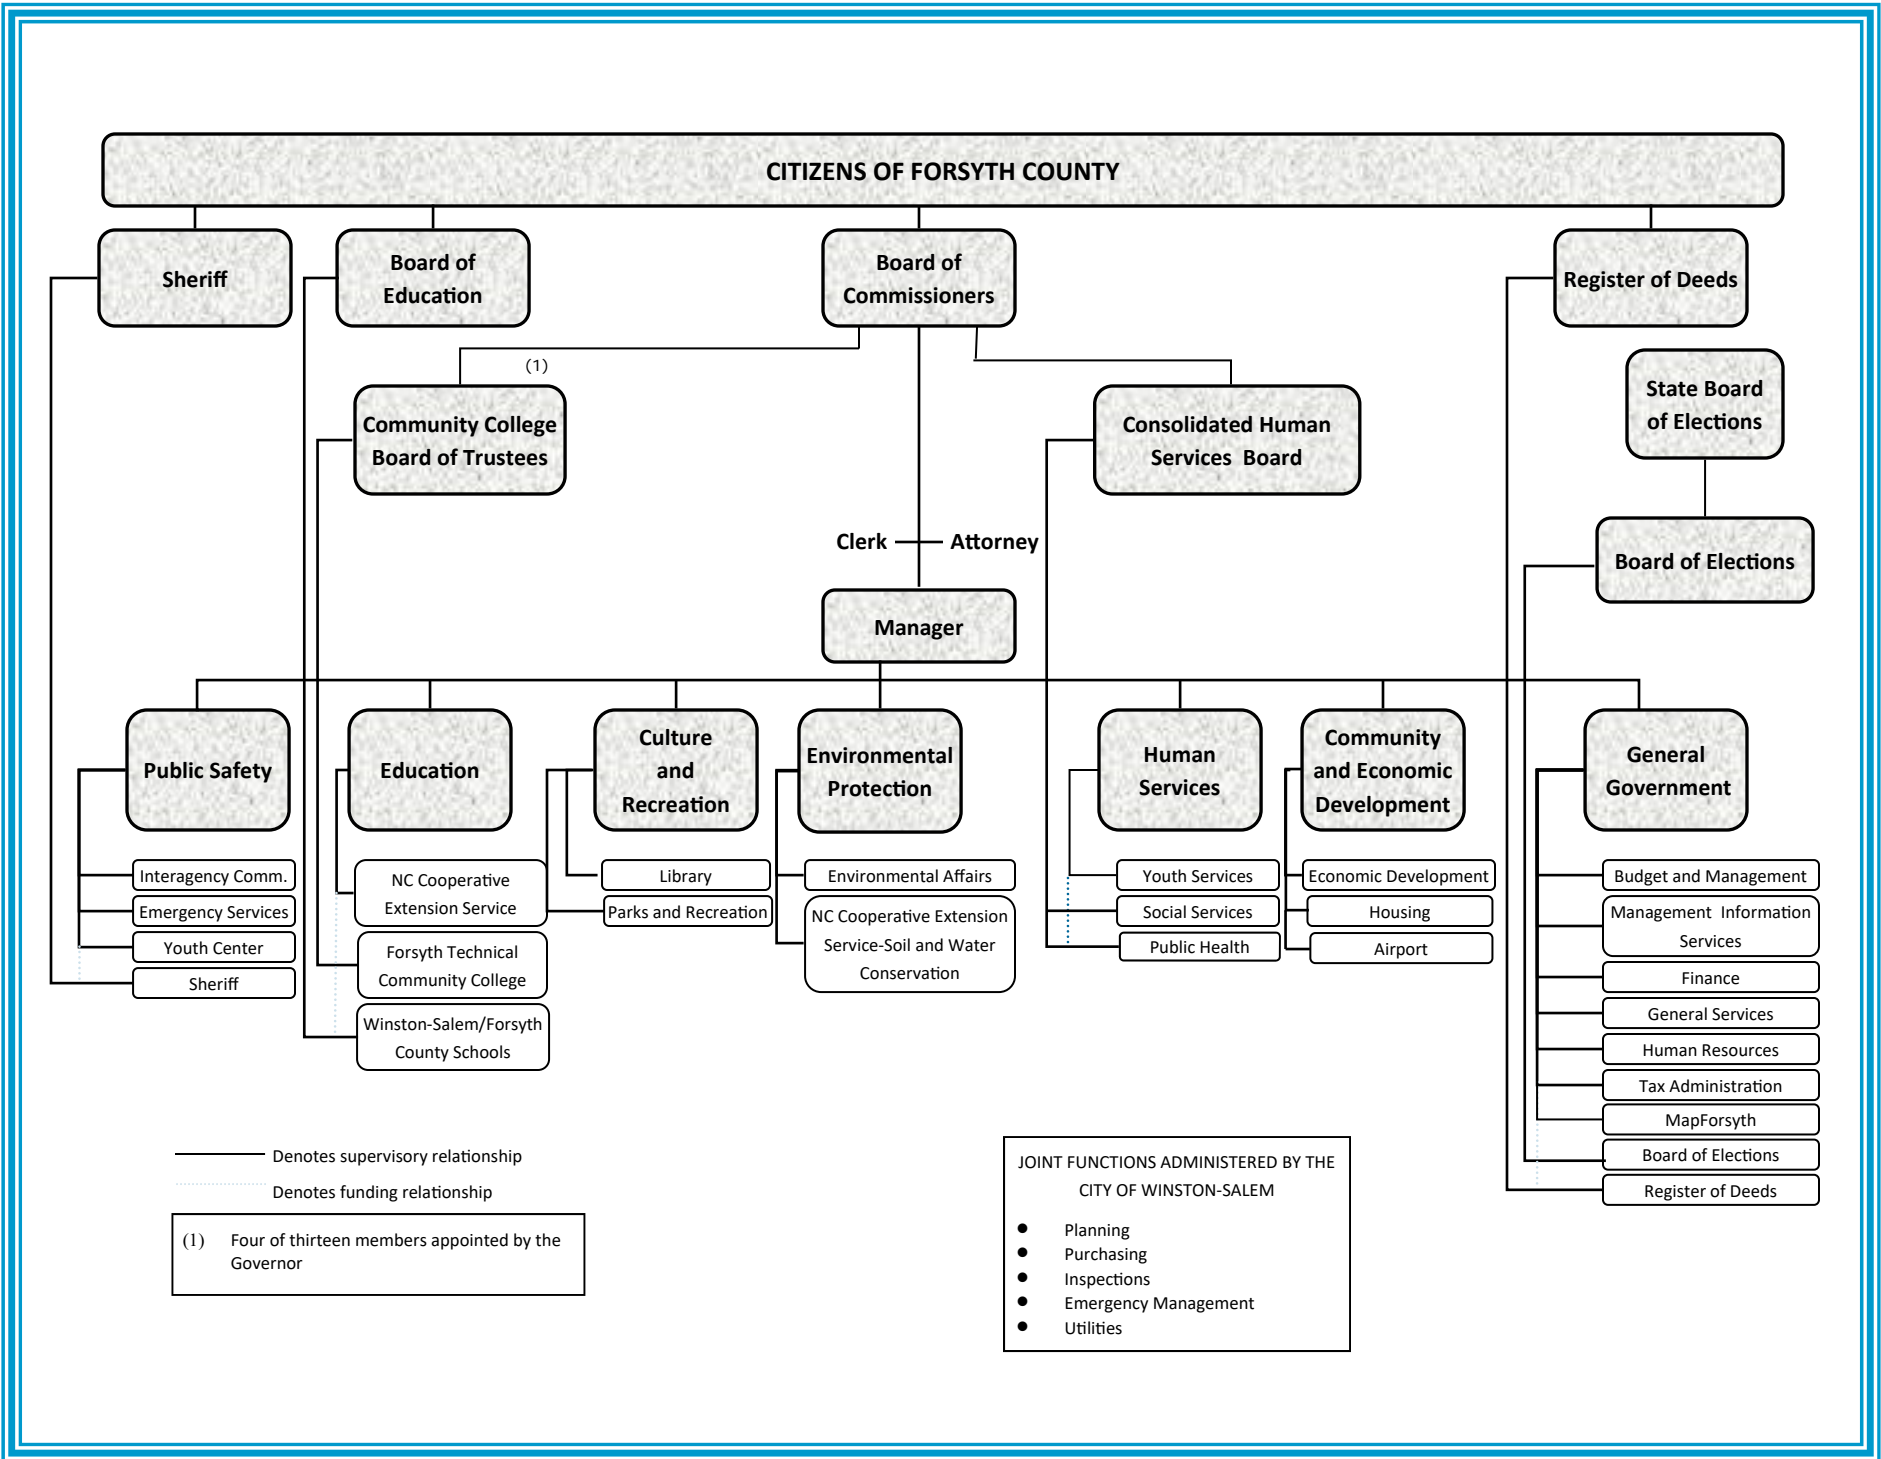 CITIZENS OF FORSYTH COUNTY
Sheriff
Board of
Education
Board of
Commissioners
Register of Deeds
(1)
Community College
Board of Trustees
Consolidated Human
Services Board
State Board
of Elections
Clerk
Attorney
Board of Elections
Manager
Public Safety
Education
Culture
and
Recreation
Environmental
Protection
Human
Services
Community
and Economic
Development
General
Government
Interagency Comm.
Emergency Services
Youth Center
Sheriff
NC Cooperative
Extension Service
Forsyth Technical
Community College
Winston-Salem/Forsyth
County Schools
Library
Parks and Recreation
Environmental Affairs
NC Cooperative Extension
Service-Soil and Water
Conservation
Youth Services
Social Services
Public Health
Economic Development
Housing
Airport
Budget and Management
Management Information
Services
Finance
General Services
Human Resources
Tax Administration
MapForsyth
Board of Elections
Register of Deeds
Denotes supervisory relationship
Denotes funding relationship
(1) Four of thirteen members appointed by the
Governor
JOINT FUNCTIONS ADMINISTERED BY THE
CITY OF WINSTON-SALEM
● Planning
● Purchasing
● Inspections
● Emergency Management
● Utilities